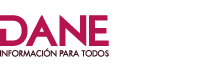 DANE
INFORMACIÓN PARA TODOS